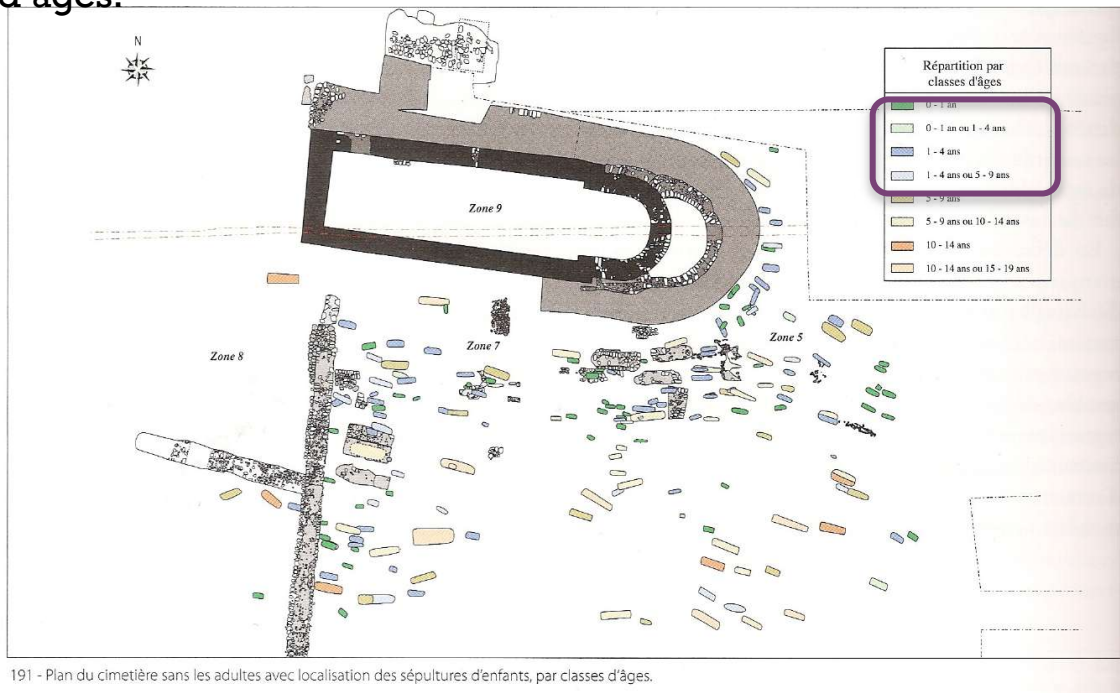 d'âges.
N
Répartition par
classes d'âges
0 - 1 an
0 - 1 an ou 1 - 4 ans
1 - 4 ans
1 - 4 ans ou 5 - 9 ans
5 - 9 ans
5 - 9 ans ou 10 - 14 ans
10 - 14 ans
10 - 14 ans ou 15 - 19 ans
Zone 9
Zone 5
Zone 7
Zone 8
191 - Plan du cimetière sans les adultes avec localisation des sépultures d'enfants, par classes d'âges.